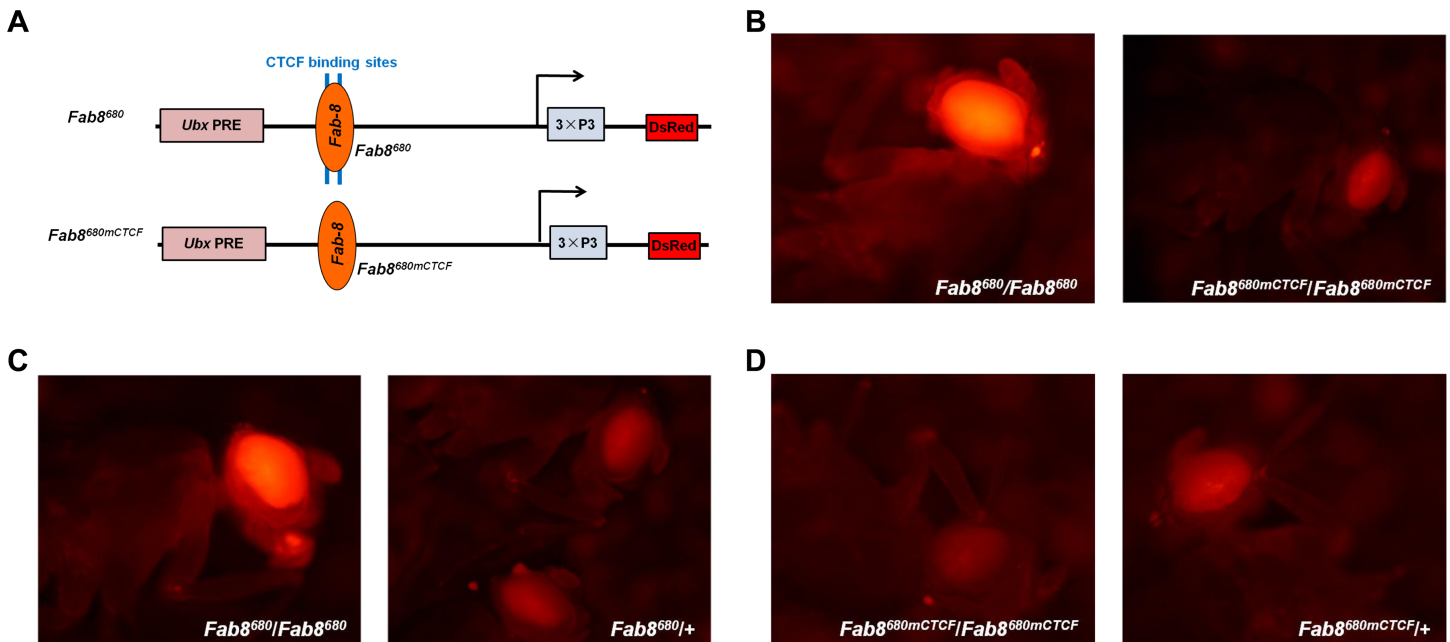 A
CTCF binding sites
Fab8⁶⁸⁰
Ubx PRE
Fab-8
Fab8⁶⁸⁰
3×P3
DsRed
Fab8⁶⁸⁰ᵐᶜᵀᶜᶠ
Ubx PRE
Fab-8
Fab8⁶⁸⁰ᵐᶜᵀᶜᶠ
3×P3
DsRed
B
Fab8⁶⁸⁰/Fab8⁶⁸⁰
Fab8⁶⁸⁰ᵐᶜᵀᶜᶠ/Fab8⁶⁸⁰ᵐᶜᵀᶜᶠ
C
Fab8⁶⁸⁰/Fab8⁶⁸⁰
Fab8⁶⁸⁰/+
D
Fab8⁶⁸⁰ᵐᶜᵀᶜᶠ/Fab8⁶⁸⁰ᵐᶜᵀᶜᶠ
Fab8⁶⁸⁰ᵐᶜᵀᶜᶠ/+